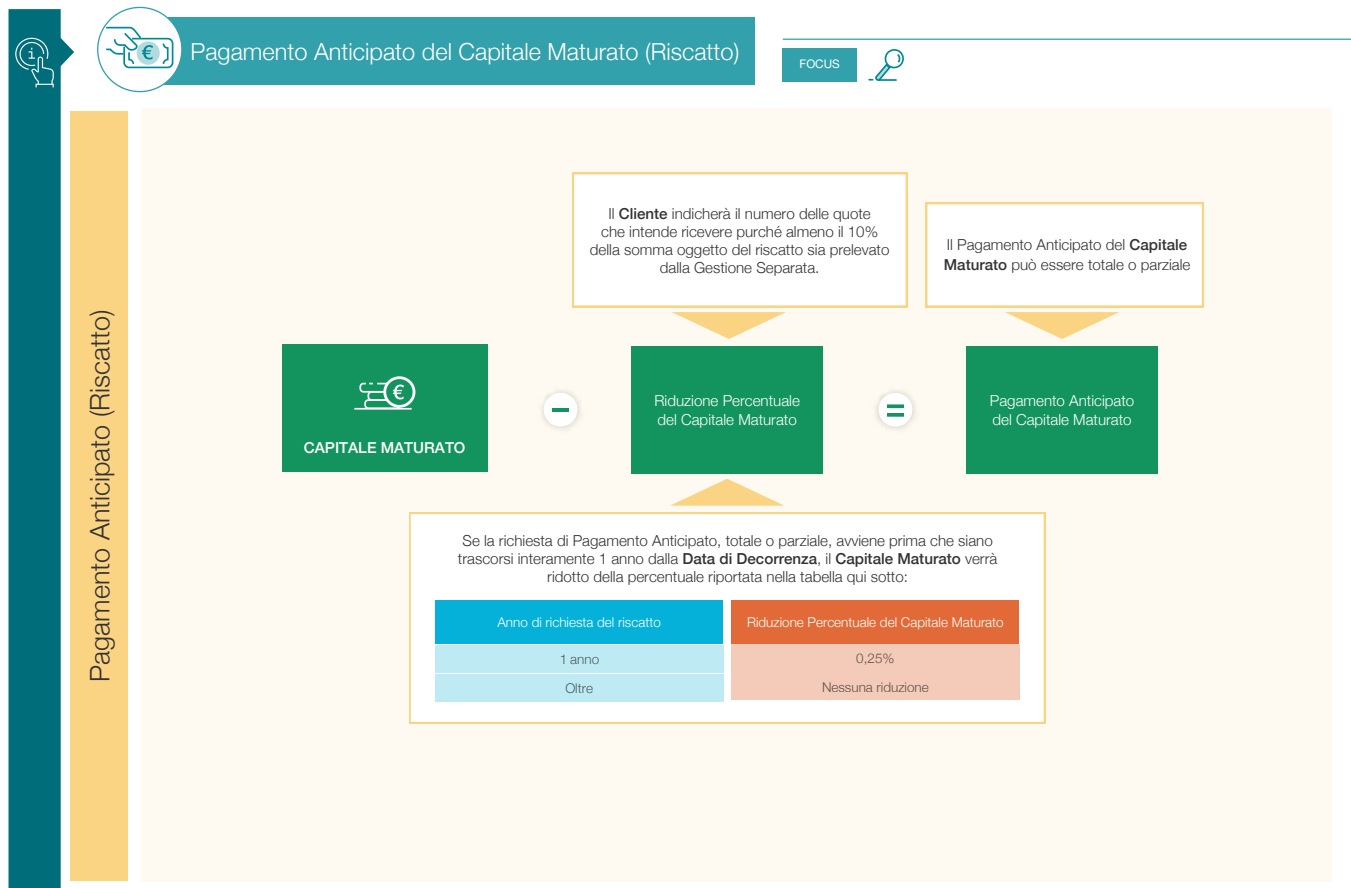 Pagamento Anticipato del Capitale Maturato (Riscatto)
FOCUS
Pagamento Anticipato (Riscatto)
Il Cliente indicherà il numero delle quote
che intende ricevere purché almeno il 10%
della somma oggetto del riscatto sia prelevato
dalla Gestione Separata.
Il Pagamento Anticipato del Capitale
Maturato può essere totale o parziale
€
CAPITALE MATURATO
-
Riduzione Percentuale
del Capitale Maturato
=
Pagamento Anticipato
del Capitale Maturato
Se la richiesta di Pagamento Anticipato, totale o parziale, avviene prima che siano
trascorsi interamente 1 anno dalla Data di Decorrenza, il Capitale Maturato verrà
ridotto della percentuale riportata nella tabella qui sotto:
Anno di richiesta del riscatto
Riduzione Percentuale del Capitale Maturato
1 anno
0,25%
Oltre
Nessuna riduzione